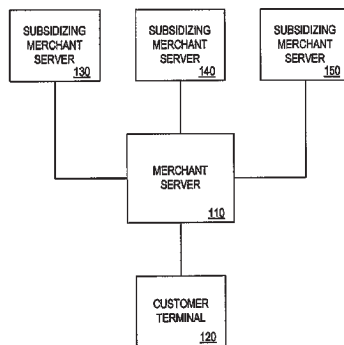 SUBSIDIZING
MERCHANT
SERVER
130
SUBSIDIZING
MERCHANT
SERVER
140
SUBSIDIZING
MERCHANT
SERVER
150
MERCHANT
SERVER
110
CUSTOMER
TERMINAL
120